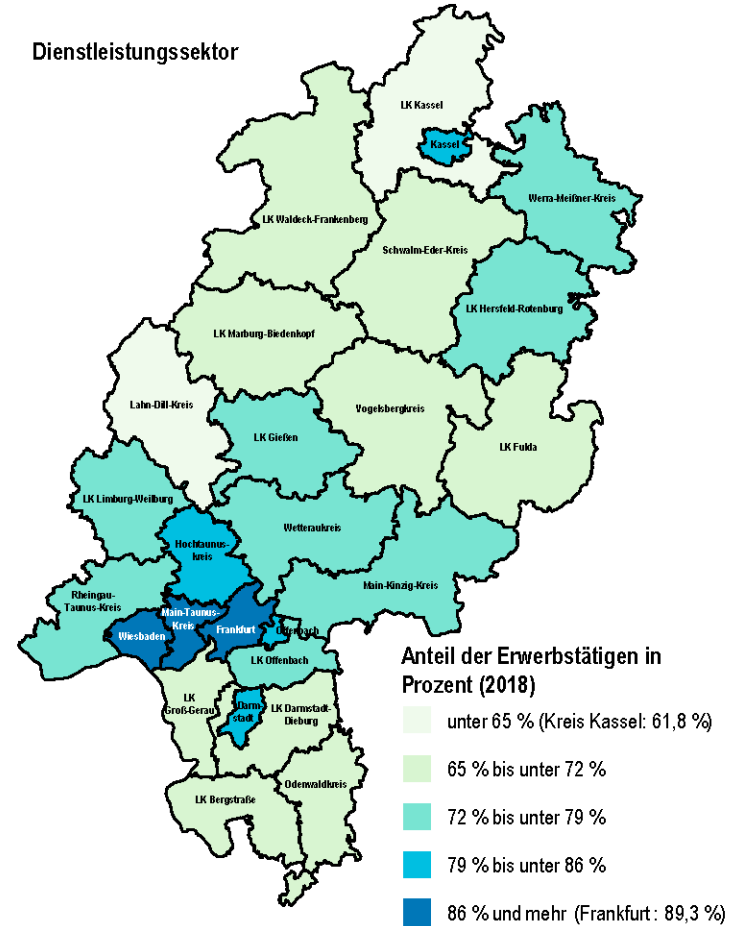 Dienstleistungssektor
LK Kassel
Kassel
Werra-Meißner-Kreis
LK Waldeck-Frankenberg
Schwalm-Eder-Kreis
LK Hersfeld-Rotenburg
LK Marburg-Biedenkopf
Lahn-Dill-Kreis
Vogelsbergkreis
LK Gießen
LK Fulda
LK Limburg-Weilburg
Wetteraukreis
Hochtaunus-
kreis
Main-Kinzig-Kreis
Rheingau-
Taunus-Kreis
Main-Taunus-
Kreis
Wiesbaden
Frankfurt
Offenbach
LK Offenbach
LK
Groß-Gerau
Darm-
stadt
LK Darmstadt-
Dieburg
LK Bergstraße
Odenwaldkreis
Anteil der Erwerbstätigen in
Prozent (2018)
unter 65 % (Kreis Kassel: 61,8 %)
65 % bis unter 72 %
72 % bis unter 79 %
79 % bis unter 86 %
86 % und mehr (Frankfurt: 89,3 %)